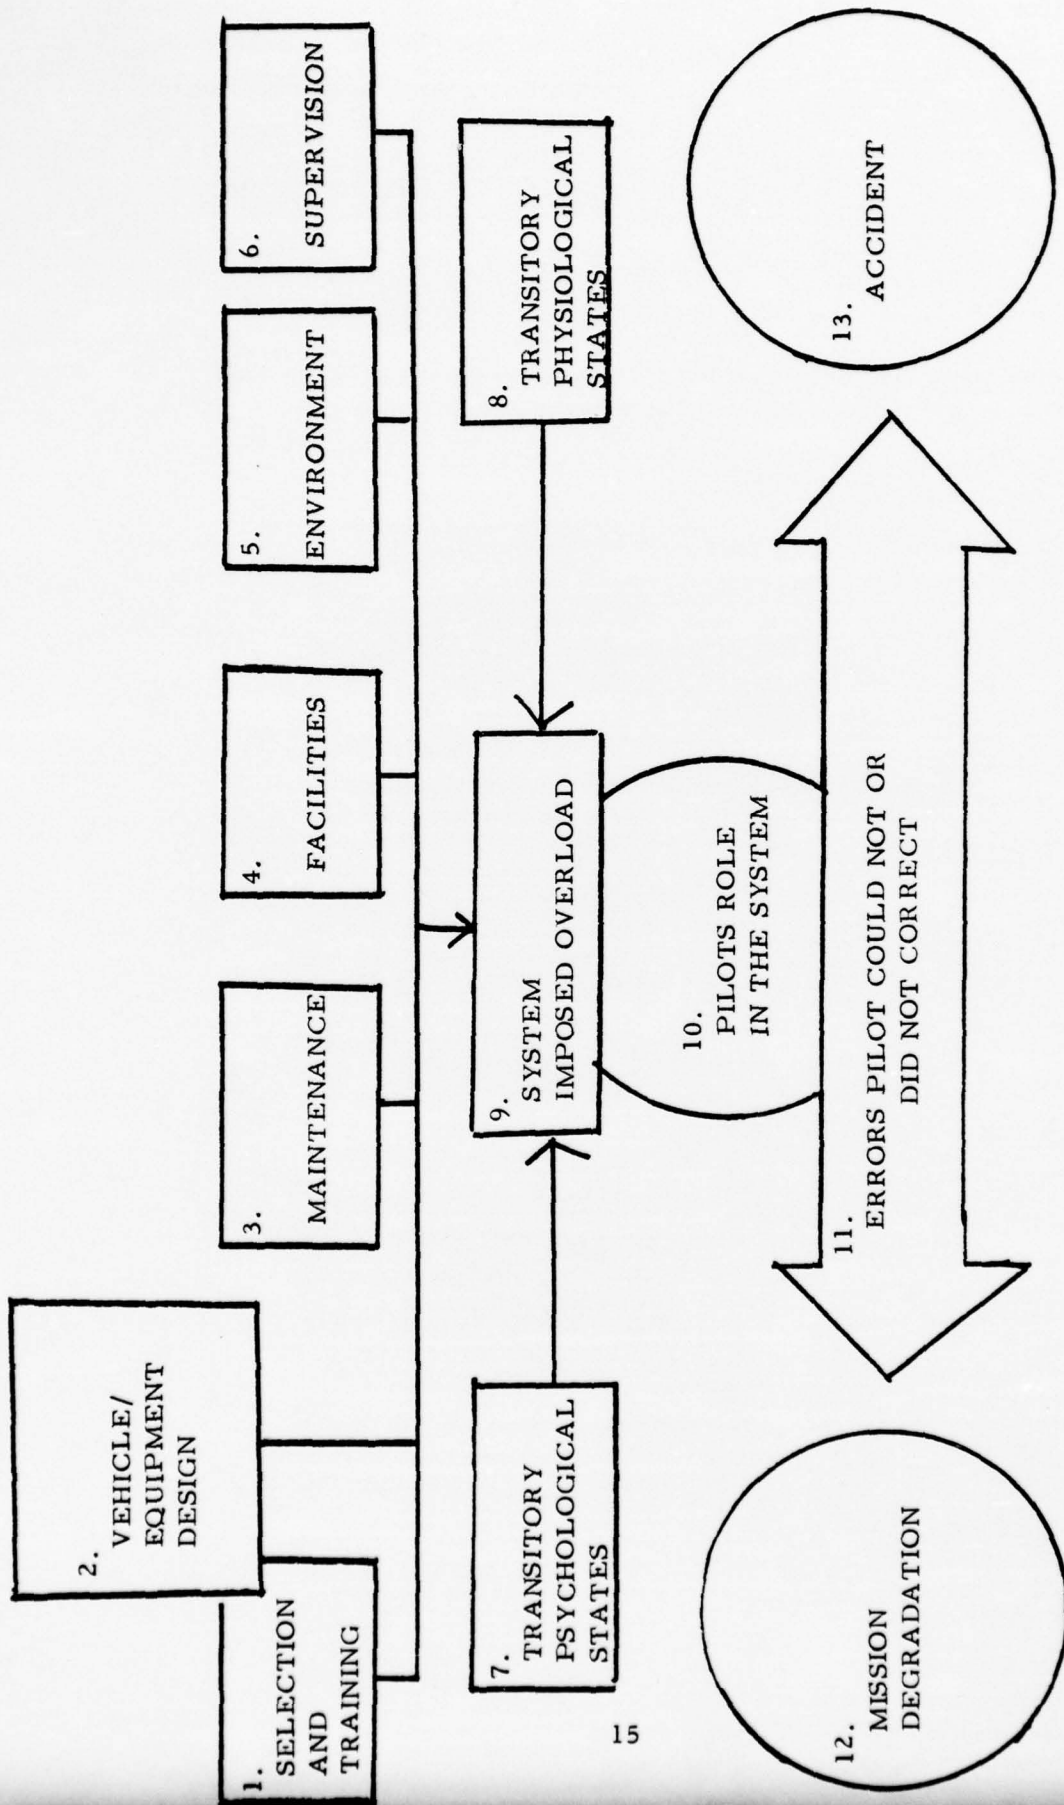 1.
SELECTION
AND
TRAINING
2.
VEHICLE/
EQUIPMENT
DESIGN
3.
MAINTENANCE
4.
FACILITIES
5.
ENVIRONMENT
6.
SUPERVISION
7.
TRANSITORY
PSYCHOLOGICAL
STATES
8.
TRANSITORY
PHYSIOLOGICAL
STATES
9.
SYSTEM
IMPOSED OVERLOAD
10.
PILOTS ROLE
IN THE SYSTEM
11.
ERRORS PILOT COULD NOT OR
DID NOT CORRECT
12.
MISSION
DEGRADATION
13.
ACCIDENT
15